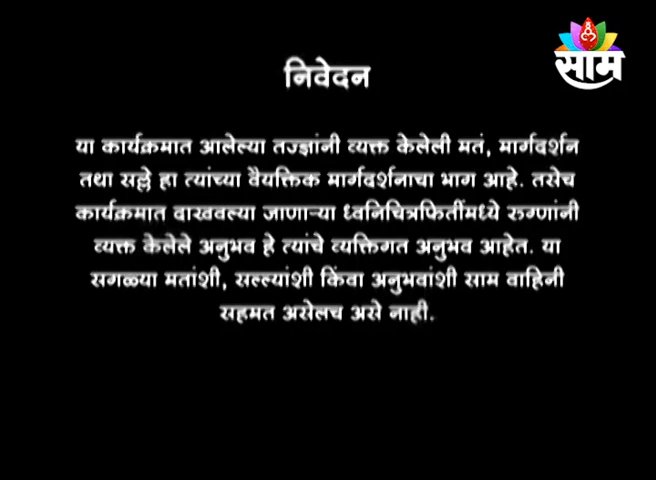 साम
निवेदन
या कार्यक्रमात आलेल्या तज्ज्ञांनी व्यक्त केलेली मतं, मार्गदर्शन
तथा सल्ले हा त्यांच्या वैयक्तिक मार्गदर्शनाचा भाग आहे. तसेच
कार्यक्रमात दाखवल्या जाणाऱ्या ध्वनिचित्रफितींमध्ये रुग्णांनी
व्यक्त केलेले अनुभव हे त्यांचे व्यक्तिगत अनुभव आहेत. या
सगळ्या मतांशी, सल्ल्यांशी किंवा अनुभवांशी साम वाहिनी
सहमत असेलच असे नाही.